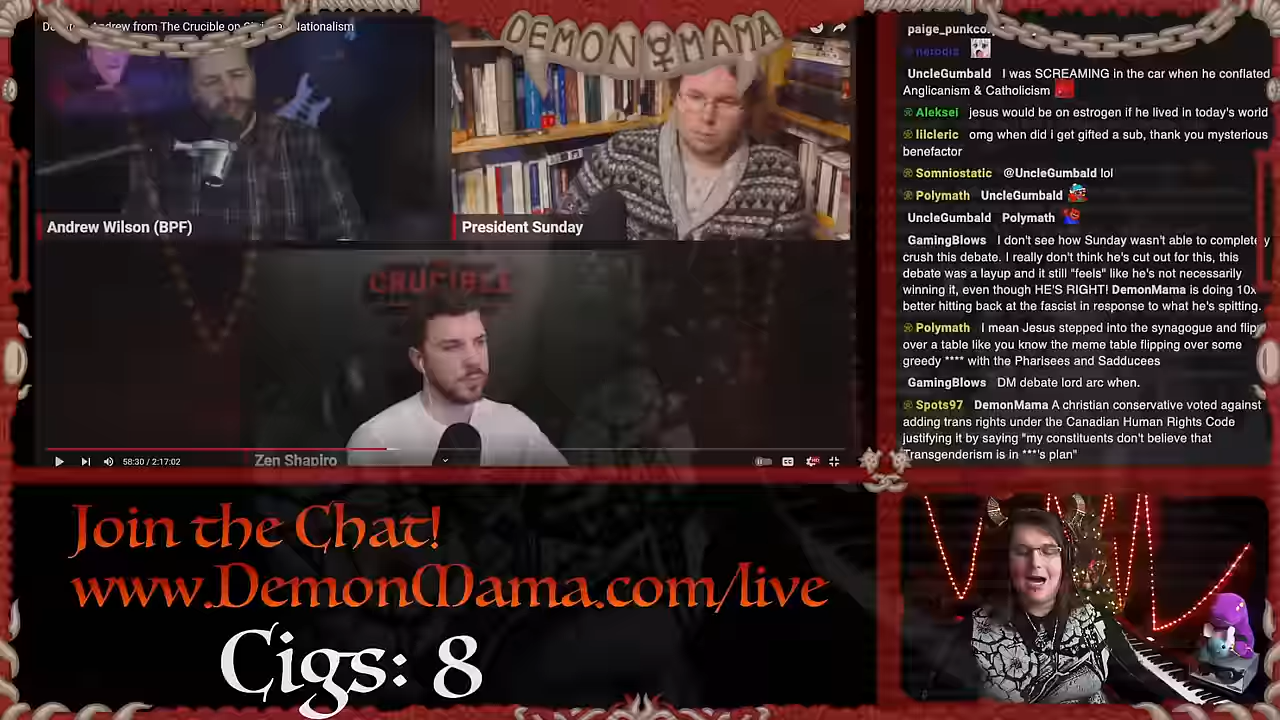 Andrew from The Crucible on
Nationalism
DEMON MAMA
Andrew Wilson (BPF)
President Sunday
CRUCIBLE
Zen Shapiro
58:30 / 2:17:02
CC
HD
paige_punkco
UncleGumbald I was SCREAMING in the car when he conflated
Anglicanism & Catholicism
Aleksei jesus would be on estrogen if he lived in today's world
lilcleric omg when did i get gifted a sub, thank you mysterious
benefactor
Somniostatic @UncleGumbald lol
Polymath UncleGumbald
UncleGumbald Polymath
GamingBlows I don't see how Sunday wasn't able to completely
crush this debate. I really don't think he's cut out for this, this
debate was a layup and it still "feels" like he's not necessarily
winning it, even though HE'S RIGHT! DemonMama is doing 10x
better hitting back at the fascist in response to what he's spitting.
Polymath I mean Jesus stepped into the synagogue and flip
over a table like you know the meme table flipping over some
greedy **** with the Pharisees and Sadducees
GamingBlows DM debate lord arc when.
Spots97 DemonMama A christian conservative voted against
adding trans rights under the Canadian Human Rights Code
justifying it by saying "my constituents don't believe that
Transgenderism is in ***'s plan"
Join the Chat!
www.DemonMama.com/live
Cigs: 8